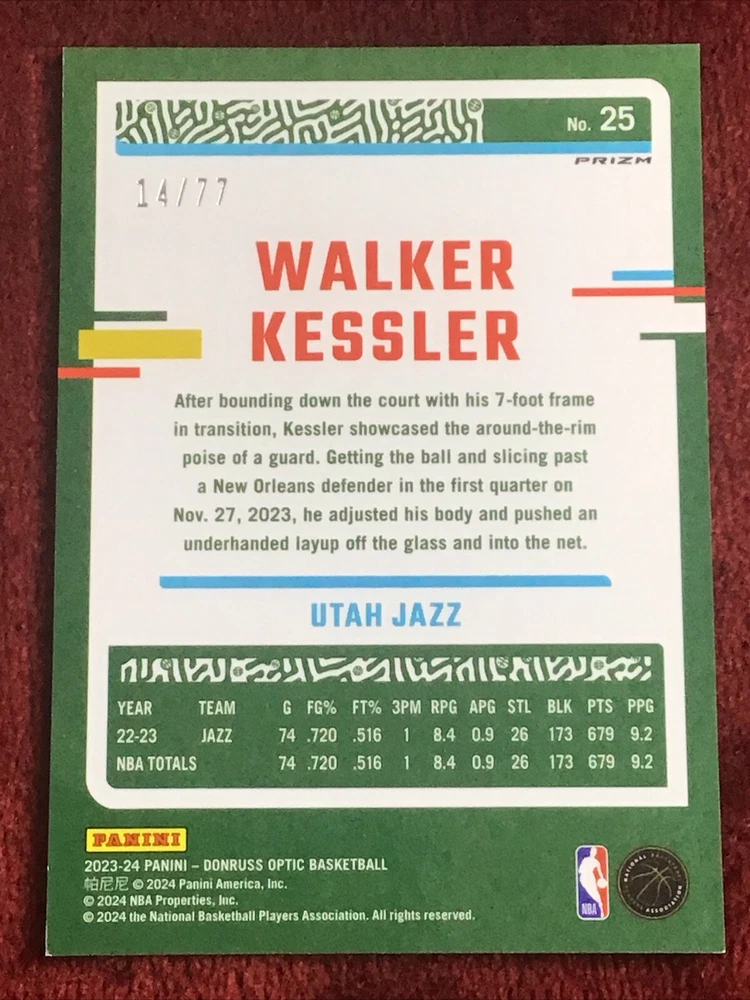 No. 25
PRIZM
14/77
WALKER
KESSLER
After bounding down the court with his 7-foot frame
in transition, Kessler showcased the around-the-rim
poise of a guard. Getting the ball and slicing past
a New Orleans defender in the first quarter on
Nov. 27, 2023, he adjusted his body and pushed an
underhanded layup off the glass and into the net.
UTAH JAZZ
YEAR TEAM G FG% FT% 3PM RPG APG STL BLK PTS PPG
22-23 JAZZ 74 .720 .516 1 8.4 0.9 26 173 679 9.2
NBA TOTALS 74 .720 .516 1 8.4 0.9 26 173 679 9.2
PANINI
2023-24 PANINI – DONRUSS OPTIC BASKETBALL
帕尼尼 © 2024 Panini America, Inc.
© 2024 NBA Properties, Inc.
© 2024 the National Basketball Players Association. All rights reserved.
NBA
NATIONAL BASKETBALL PLAYERS ASSOCIATION